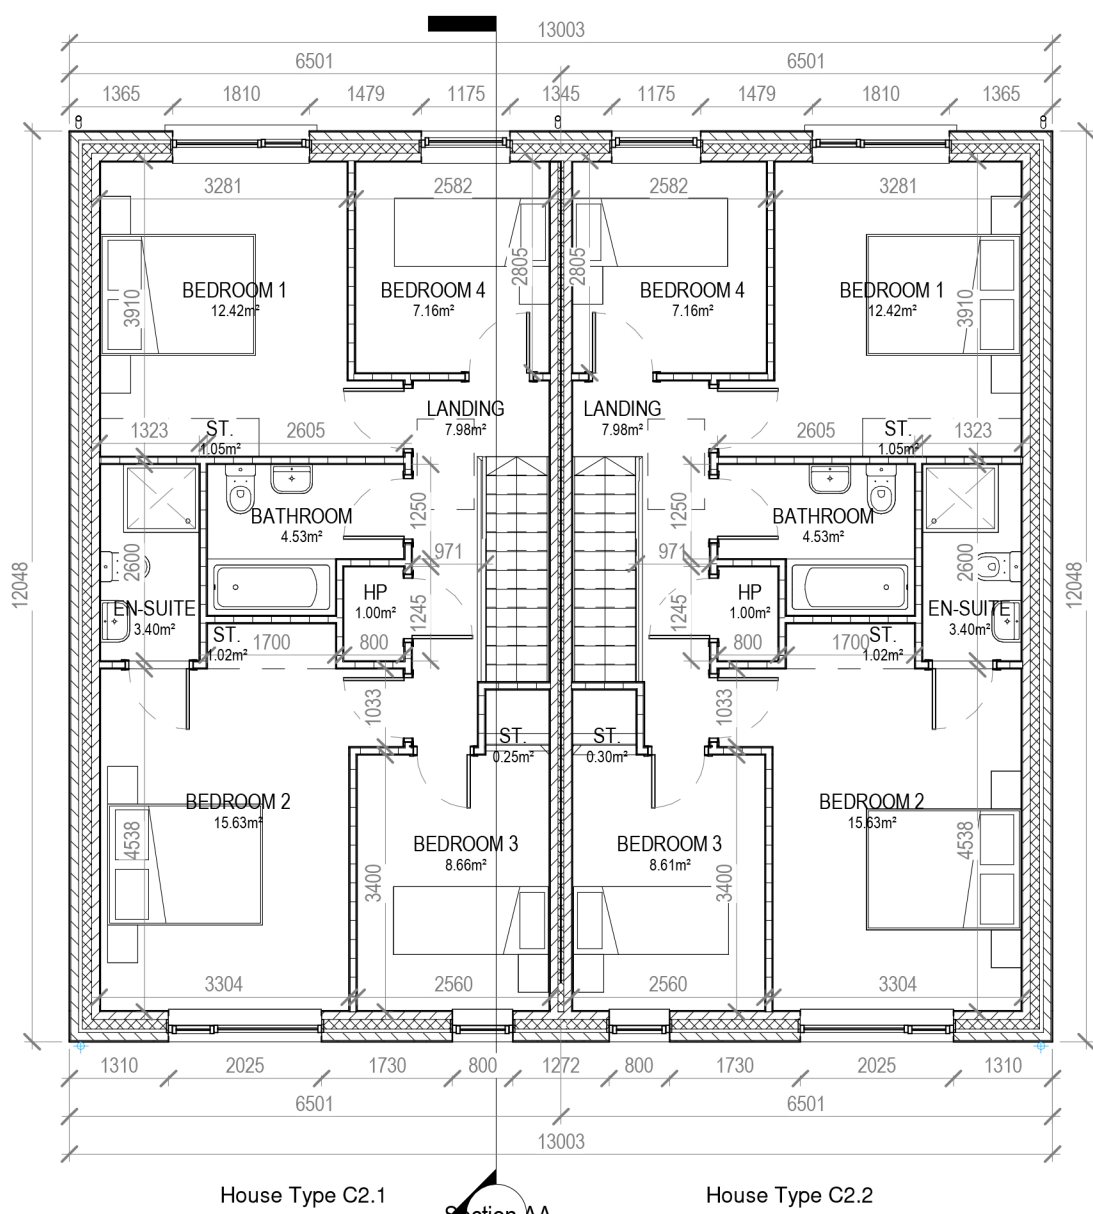 13003
6501 6501
1365 1810 1479 1175 1345 1175 1479 1810 1365
3281 2582 2582 3281
2805 2805
BEDROOM 1 BEDROOM 4 BEDROOM 4 BEDROOM 1
12.42m² 7.16m² 7.16m² 12.42m²
3910 3910
LANDING LANDING
7.98m² 7.98m²
ST. ST.
1.05m² 1.05m²
1323 2605 2605 1323
BATHROOM BATHROOM
4.53m² 4.53m²
1250 1250
971 971
2600 2600
12048 12048
HP HP
1.00m² 1.00m²
EN-SUITE EN-SUITE
3.40m² 3.40m²
1245 1245
ST. ST.
1.02m² 1.02m²
1700 800 800 1700
1033 1033
ST. ST.
0.25m² 0.30m²
BEDROOM 2 BEDROOM 2
15.63m² 15.63m²
4538 4538
BEDROOM 3 BEDROOM 3
8.66m² 8.61m²
3400 3400
3304 2560 2560 3304
1310 2025 1730 800 1272 800 1730 2025 1310
6501 6501
13003
House Type C2.1 House Type C2.2
Section AA